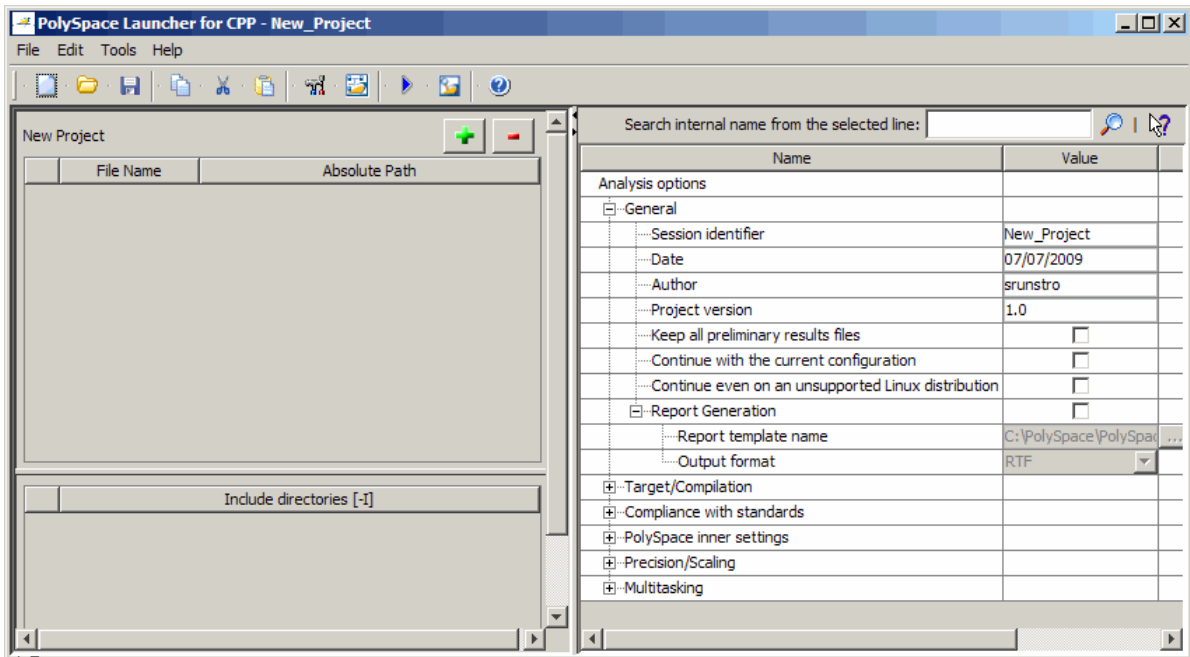 PolySpace Launcher for CPP - New_Project
File Edit Tools Help
New Project
File Name Absolute Path
Include directories [-I]
Search internal name from the selected line:
Name Value
Analysis options
General
Session identifier New_Project
Date 07/07/2009
Author srunstro
Project version 1.0
Keep all preliminary results files
Continue with the current configuration
Continue even on an unsupported Linux distribution
Report Generation
Report template name C:\PolySpace\PolySpac ...
Output format RTF
Target/Compilation
Compliance with standards
PolySpace inner settings
Precision/Scaling
Multitasking